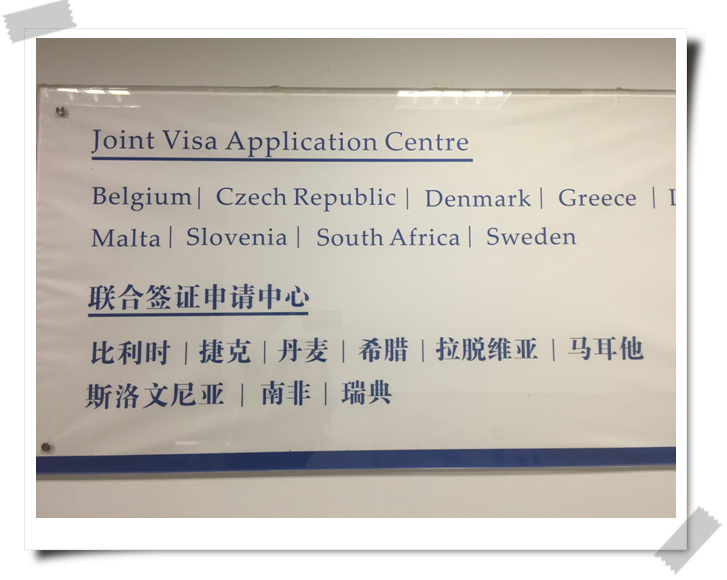 Joint Visa Application Centre
Belgium | Czech Republic | Denmark | Greece |
Malta | Slovenia | South Africa | Sweden
联合签证申请中心
比利时 | 捷克 | 丹麦 | 希腊 | 拉脱维亚 | 马耳他
斯洛文尼亚 | 南非 | 瑞典